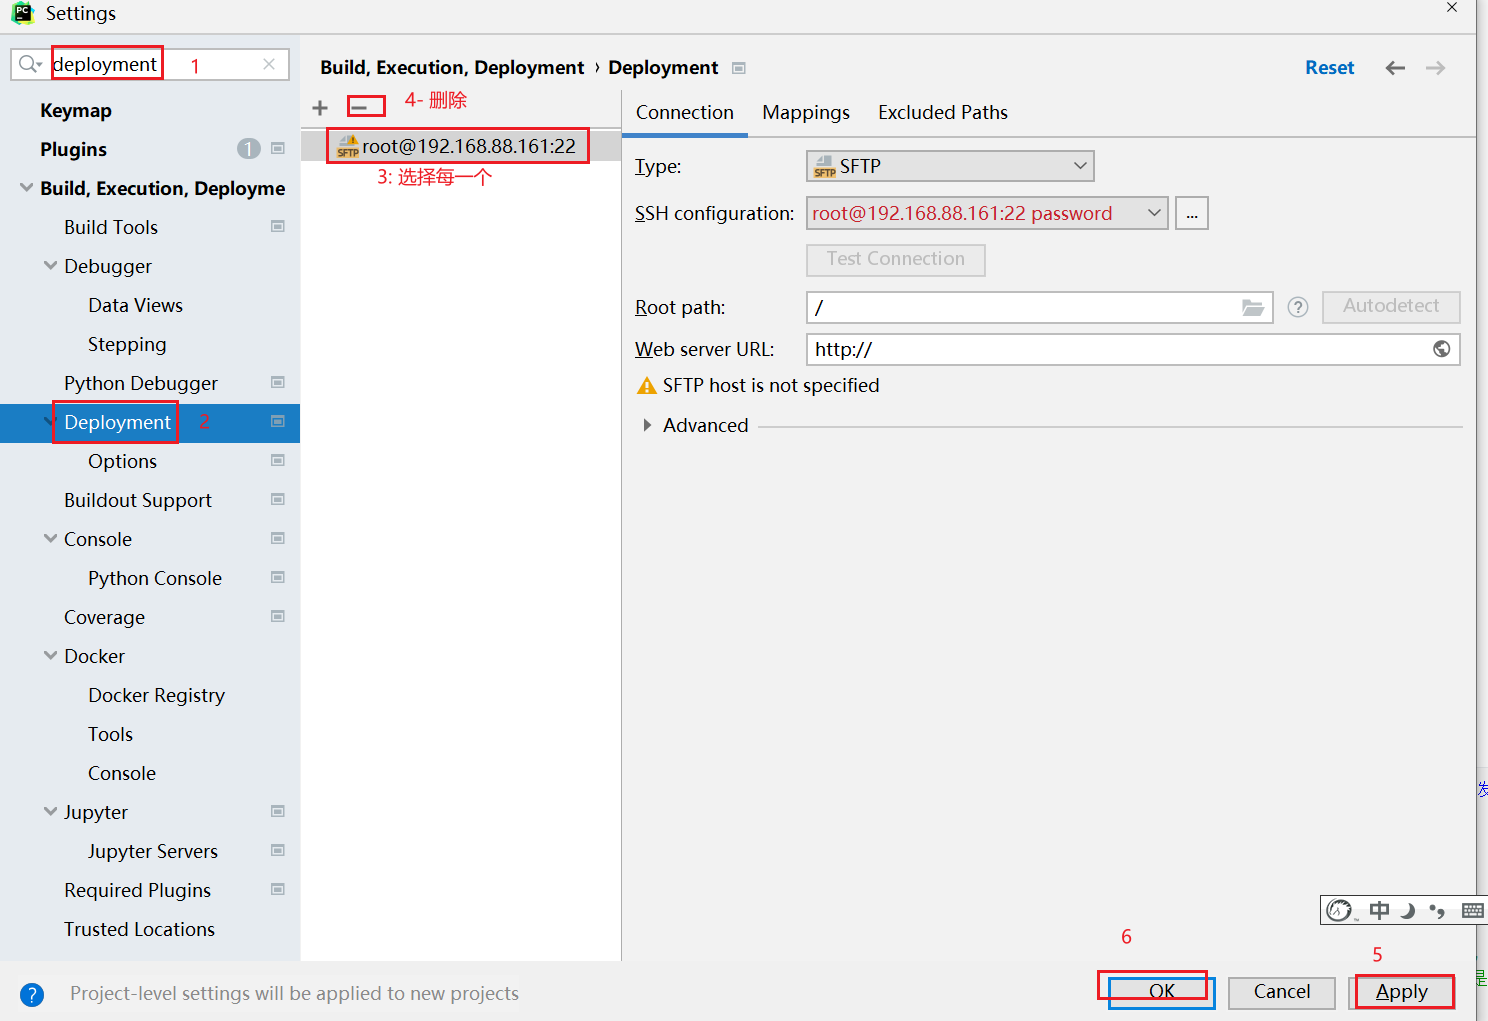 PC
Settings
deployment
1
Keymap
Plugins
1
Build, Execution, Deployme
Build Tools
Debugger
Data Views
Stepping
Python Debugger
Deployment
2
Options
Buildout Support
Console
Python Console
Coverage
Docker
Docker Registry
Tools
Console
Jupyter
Jupyter Servers
Required Plugins
Trusted Locations
Build, Execution, Deployment › Deployment
Reset
4- 删除
SFTP root@192.168.88.161:22
3: 选择每一个
Connection
Mappings
Excluded Paths
Type:
SFTP SFTP
SSH configuration:
root@192.168.88.161:22 password
...
Test Connection
Root path:
/
?
Autodetect
Web server URL:
http://
SFTP host is not specified
Advanced
发
中
是
6
5
?
Project-level settings will be applied to new projects
OK
Cancel
Apply